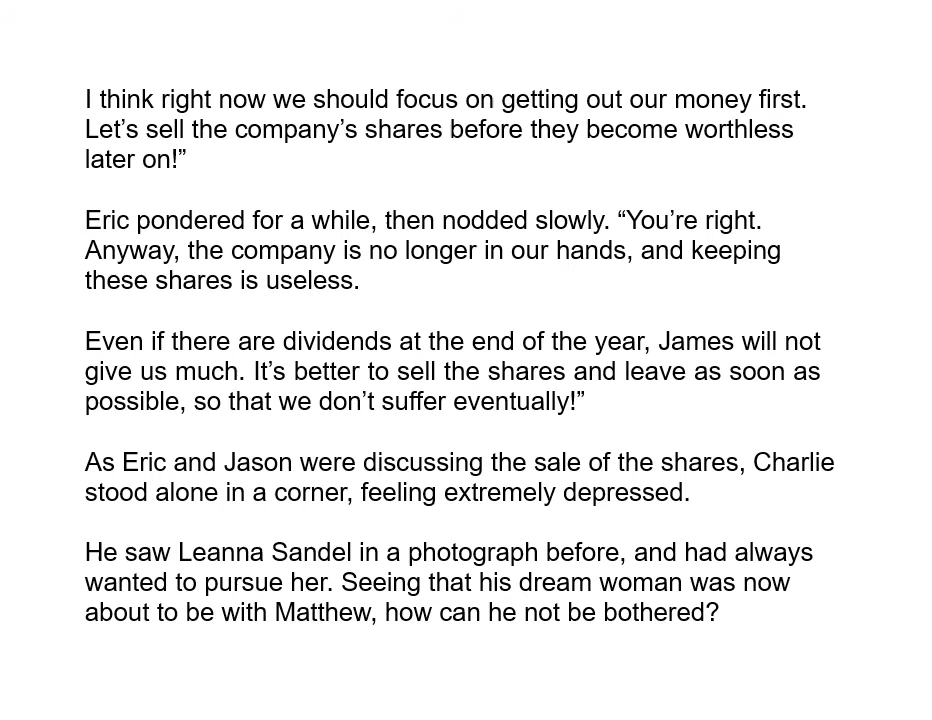 I think right now we should focus on getting out our money first.
Let’s sell the company’s shares before they become worthless
later on!”
Eric pondered for a while, then nodded slowly. “You’re right.
Anyway, the company is no longer in our hands, and keeping
these shares is useless.
Even if there are dividends at the end of the year, James will not
give us much. It’s better to sell the shares and leave as soon as
possible, so that we don’t suffer eventually!”
As Eric and Jason were discussing the sale of the shares, Charlie
stood alone in a corner, feeling extremely depressed.
He saw Leanna Sandel in a photograph before, and had always
wanted to pursue her. Seeing that his dream woman was now
about to be with Matthew, how can he not be bothered?